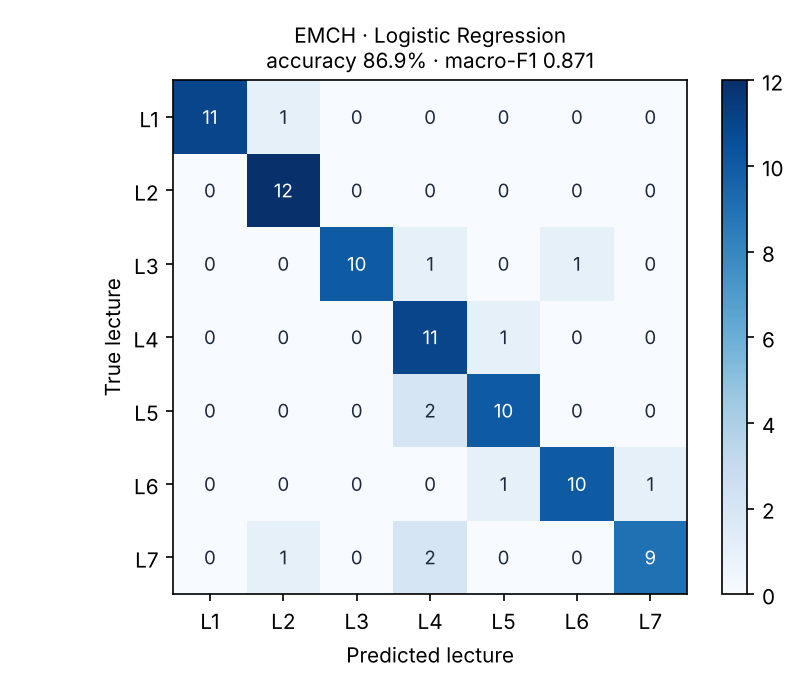 EMCH · Logistic Regression
accuracy 86.9% · macro-F1 0.871
L1 11 1 0 0 0 0 0
L2 0 12 0 0 0 0 0
L3 0 0 10 1 0 1 0
L4 0 0 0 11 1 0 0
L5 0 0 0 2 10 0 0
L6 0 0 0 0 1 10 1
L7 0 1 0 2 0 0 9
L1 L2 L3 L4 L5 L6 L7
Predicted lecture
True lecture
12
10
8
6
4
2
0